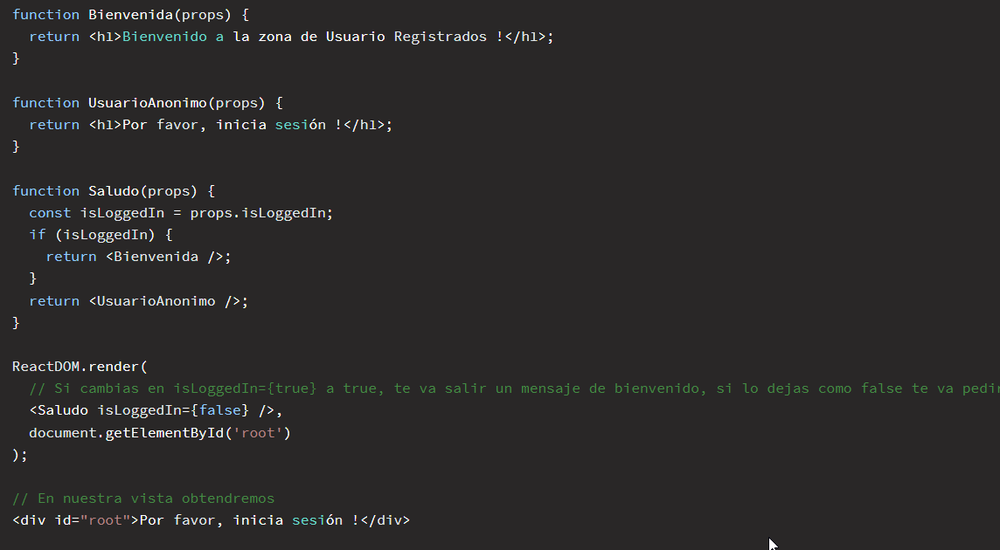 function Bienvenida(props) {
  return <h1>Bienvenido a la zona de Usuario Registrados !</h1>;
}

function UsuarioAnonimo(props) {
  return <h1>Por favor, inicia sesión !</h1>;
}

function Saludo(props) {
  const isLoggedIn = props.isLoggedIn;
  if (isLoggedIn) {
    return <Bienvenida />;
  }
  return <UsuarioAnonimo />;
}

ReactDOM.render(
  // Si cambias en isLoggedIn={true} a true, te va salir un mensaje de bienvenido, si lo dejas como false te va
  <Saludo isLoggedIn={false} />,
  document.getElementById('root')
);

// En nuestra vista obtendremos
<div id="root">Por favor, inicia sesión !</div>